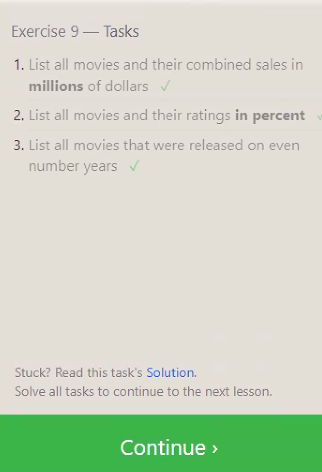 Exercise 9 — Tasks
1. List all movies and their combined sales in
millions of dollars ✓
2. List all movies and their ratings in percent ✓
3. List all movies that were released on even
number years ✓
Stuck? Read this task's Solution.
Solve all tasks to continue to the next lesson.
Continue ›